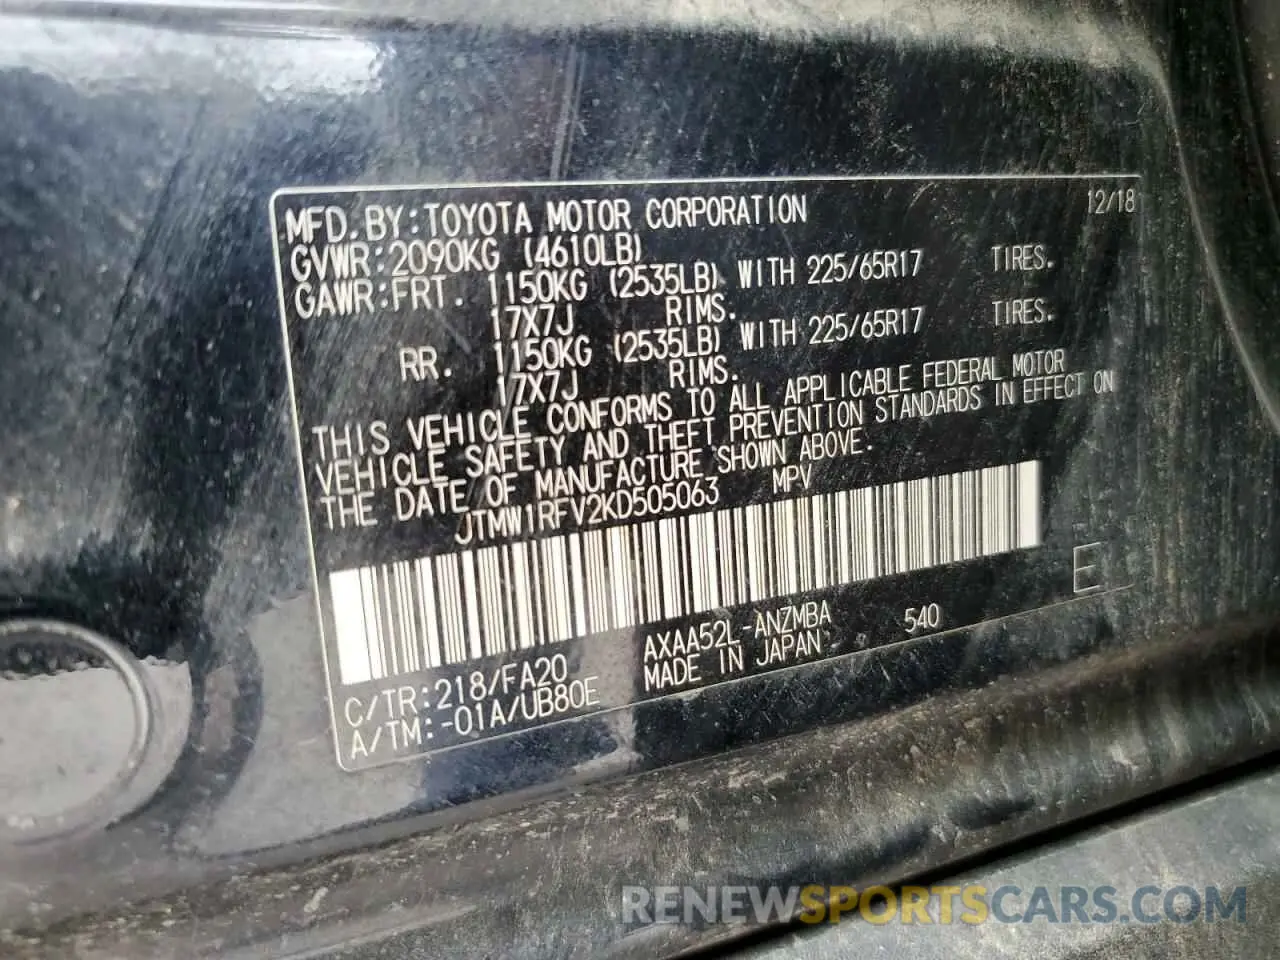 MFD. BY: TOYOTA MOTOR CORPORATION 12/18
GVWR: 2090KG (4610LB)
GAWR: FRT. 1150KG (2535LB) WITH 225/65R17 TIRES.
17X7J RIMS.
RR. 1150KG (2535LB) WITH 225/65R17 TIRES.
17X7J RIMS.
THIS VEHICLE CONFORMS TO ALL APPLICABLE FEDERAL MOTOR
VEHICLE SAFETY AND THEFT PREVENTION STANDARDS IN EFFECT ON
THE DATE OF MANUFACTURE SHOWN ABOVE.
JTMW1RFV2KD505063 MPV
E
C/TR: 218/FA20 AXAA52L-ANZMBA 540
A/TM: -01A/UB80E MADE IN JAPAN
RENEWSPORTSCARS.COM